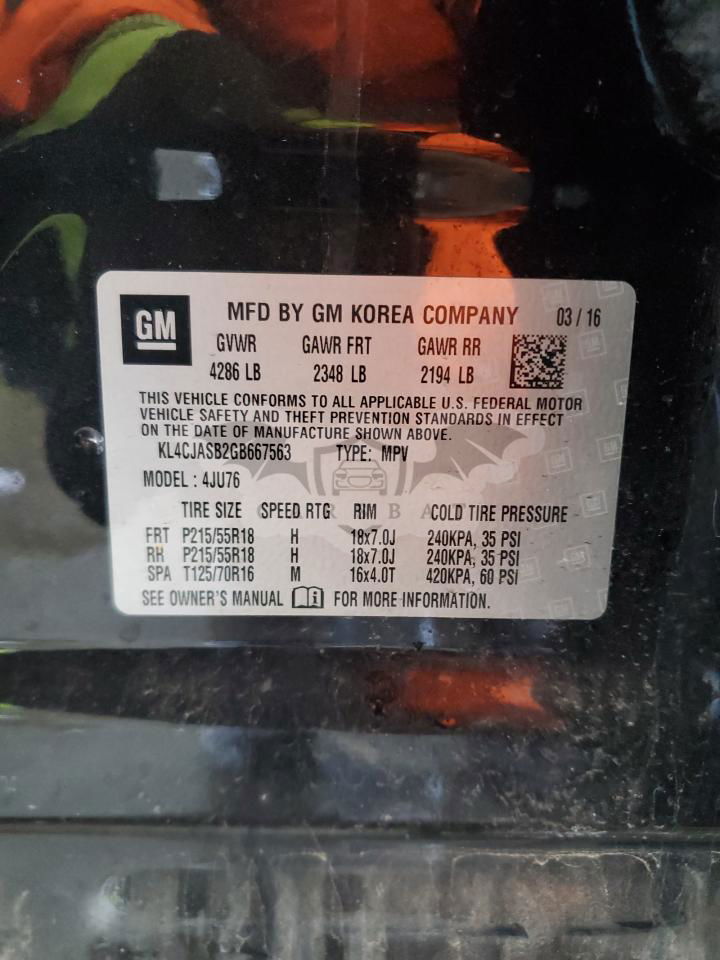 GM
MFD BY GM KOREA COMPANY 03 / 16
GVWR GAWR FRT GAWR RR
4286 LB 2348 LB 2194 LB
THIS VEHICLE CONFORMS TO ALL APPLICABLE U.S. FEDERAL MOTOR
VEHICLE SAFETY AND THEFT PREVENTION STANDARDS IN EFFECT
ON THE DATE OF MANUFACTURE SHOWN ABOVE.
KL4CJASB2GB667563 TYPE: MPV
MODEL : 4JU76
TIRE SIZE SPEED RTG RIM COLD TIRE PRESSURE
FRT P215/55R18 H 18x7.0J 240KPA, 35 PSI
RH P215/55R18 H 18x7.0J 240KPA, 35 PSI
SPA T125/70R16 M 16x4.0T 420KPA, 60 PSI
SEE OWNER'S MANUAL FOR MORE INFORMATION.